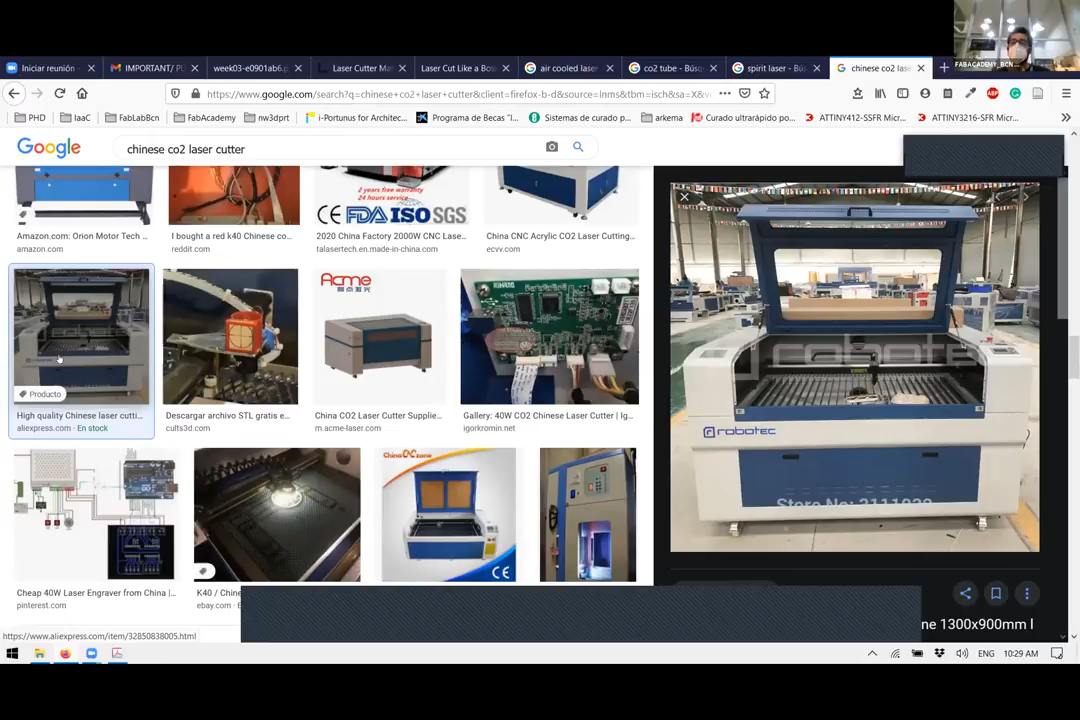 FABACADEMY_BCN
Iniciar reunión
IMPORTANT/ P
week03-e0901ab6.p
Laser Cutter Ma
Laser Cut Like a Bo
air cooled laser
co2 tube - Bús
spirit laser - Bú
chinese co2 lase
https://www.google.com/search?q=chinese+co2+laser+cutter&client=firefox-b-d&source=lnms&tbm=isch&sa=X&v
PHD
IaaC
FabLabBcn
FabAcademy
nw3dprt
i-Portunus for Architec...
Programa de Becas "I...
Sistemas de curado p...
arkema
Curado ultrarápido po...
ATTINY412-SSFR Mic...
ATTINY3216-SFR Mic...
Google
chinese co2 laser cutter
2 years free warranty
24 hours service
CE FDA ISO SGS
Amazon.com: Orion Motor Tech ...
amazon.com
I bought a red k40 Chinese co...
reddit.com
2020 China Factory 2000W CNC Lase...
talasertech.en.made-in-china.com
China CNC Acrylic CO2 Laser Cutting...
ecvv.com
Acme
Producto
High quality Chinese laser cutti...
aliexpress.com · En stock
Descargar archivo STL gratis e...
cults3d.com
China CO2 Laser Cutter Supplie...
m.acme-laser.com
Gallery: 40W CO2 Chinese Laser Cutter | Ig...
igorkromin.net
robotec
robotec
Store No: 3111020
China CNCzone
CE
Cheap 40W Laser Engraver from China |...
pinterest.com
K40 / Chine
ebay.com
ne 1300x900mm l
https://www.aliexpress.com/item/32850838005.html
ENG
10:29 AM